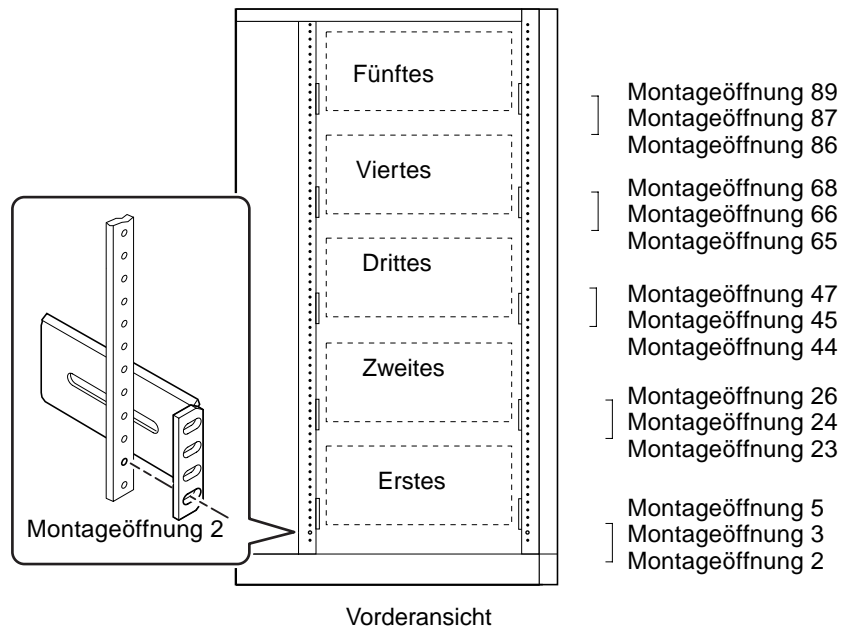 Fünftes
Montageöffnung 89
Montageöffnung 87
Montageöffnung 86
Viertes
Montageöffnung 68
Montageöffnung 66
Montageöffnung 65
Drittes
Montageöffnung 47
Montageöffnung 45
Montageöffnung 44
Zweites
Montageöffnung 26
Montageöffnung 24
Montageöffnung 23
Erstes
Montageöffnung 5
Montageöffnung 3
Montageöffnung 2
Montageöffnung 2
Vorderansicht